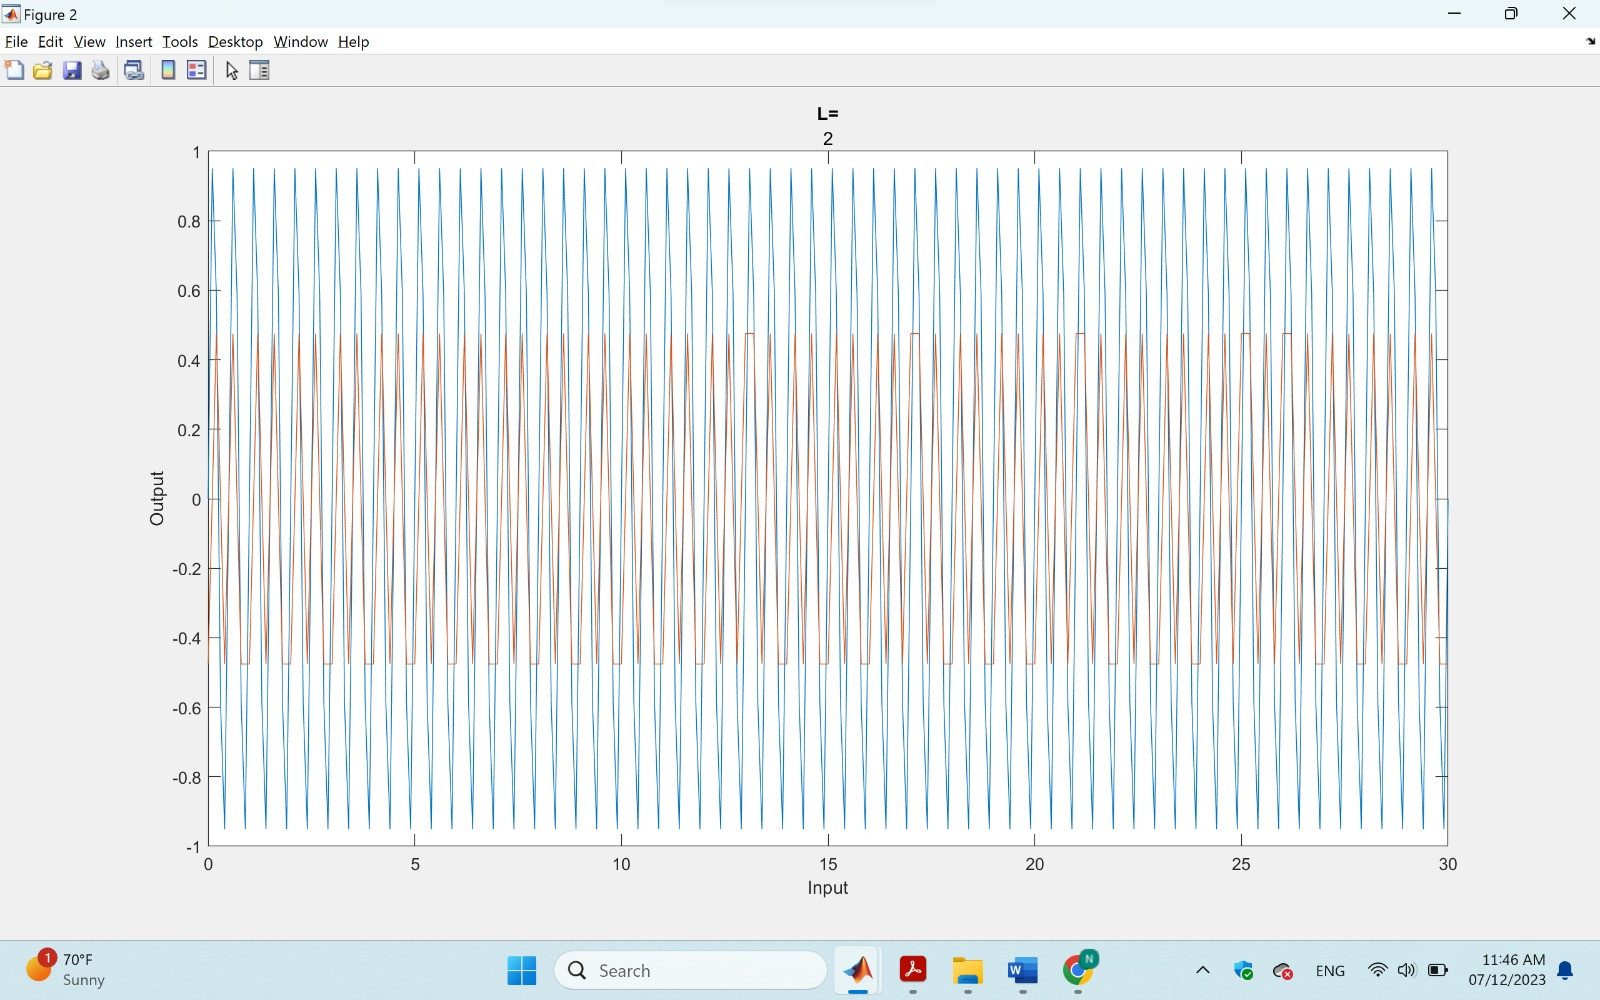 Figure 2
File Edit View Insert Tools Desktop Window Help
L=
2
1
0.8
0.6
0.4
0.2
0
-0.2
-0.4
-0.6
-0.8
-1
Output
0 5 10 15 20 25 30
Input
1
70°F
Sunny
Search
W
N
ENG
11:46 AM
07/12/2023